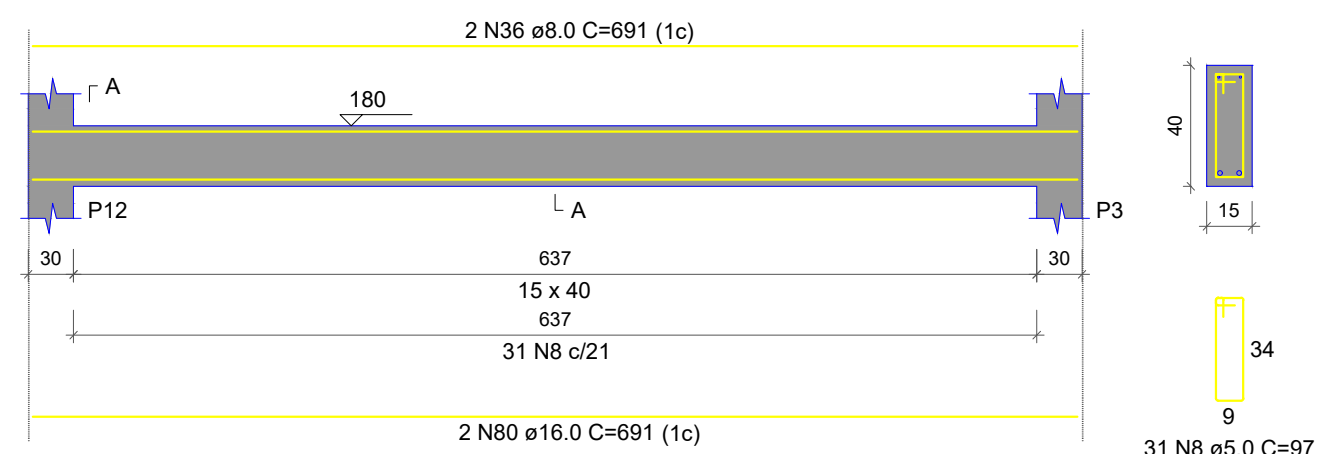 2 N36 ø8.0 C=691 (1c)
A
180
A
P12
P3
30
637
30
15 x 40
637
31 N8 c/21
2 N80 ø16.0 C=691 (1c)
40
15
34
9
31 N8 ø5.0 C=97